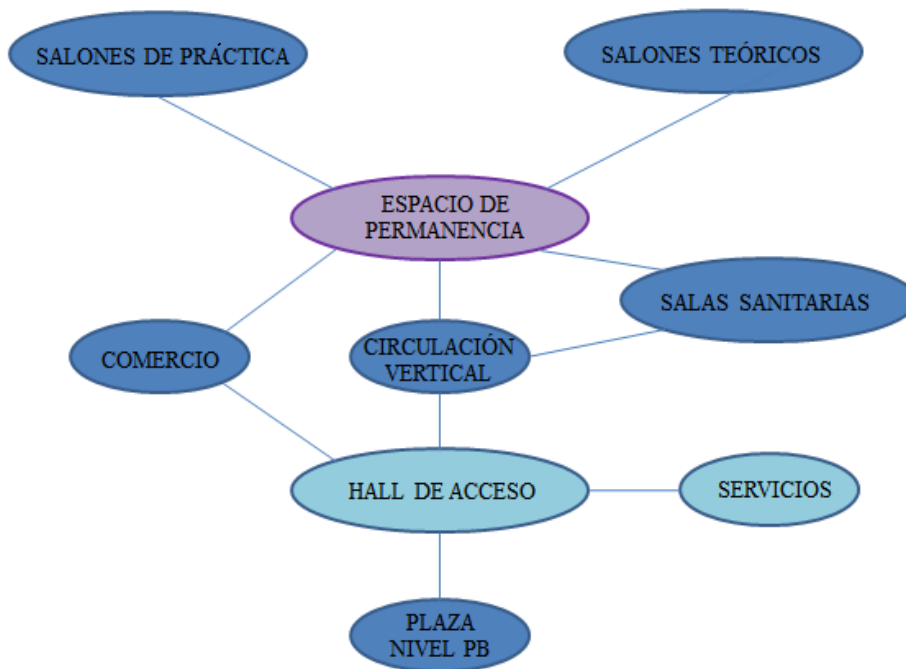 SALONES DE PRÁCTICA
SALONES TEÓRICOS
ESPACIO DE
PERMANENCIA
SALAS SANITARIAS
COMERCIO
CIRCULACIÓN
VERTICAL
HALL DE ACCESO
SERVICIOS
PLAZA
NIVEL PB